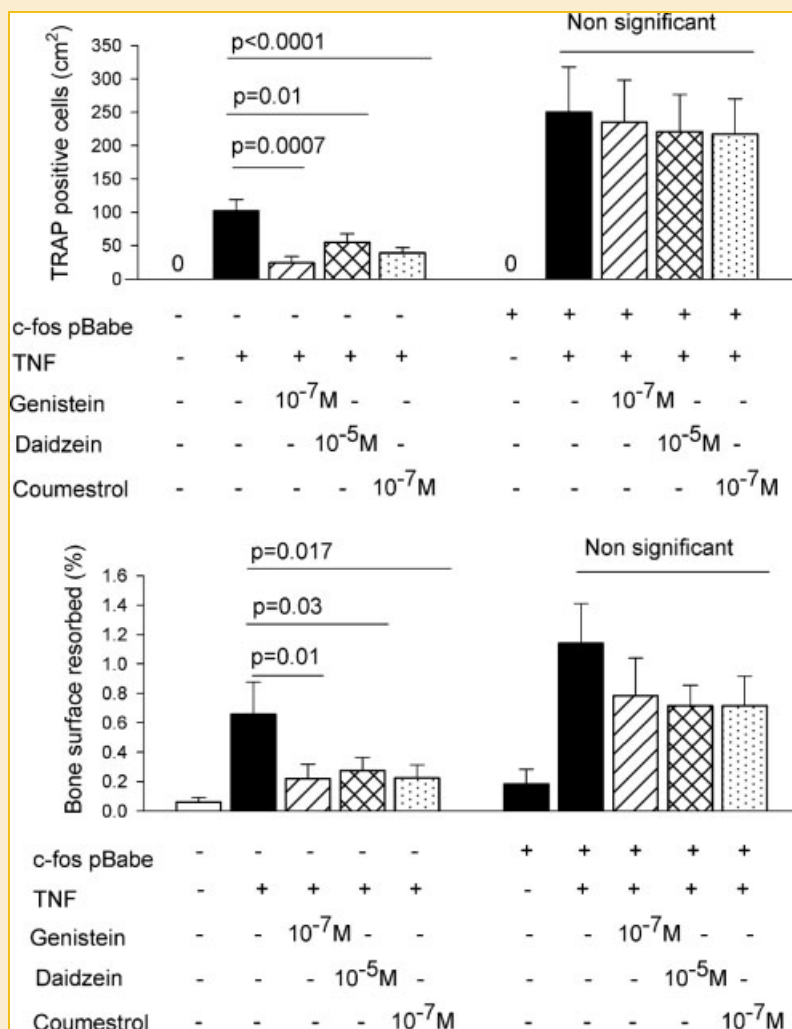 Non significant
p<0.0001
p=0.01
p=0.0007
TRAP positive cells (cm²)
350
300
250
200
150
100
50
0
0
0
c-fos pBabe - - - - - + + + + +
TNF - + + + + - + + + +
Genistein - - 10⁻⁷M - - - - 10⁻⁷M - -
Daidzein - - - 10⁻⁵M - - - - 10⁻⁵M -
Coumestrol - - - - 10⁻⁷M - - - - 10⁻⁷M
p=0.017
Non significant
p=0.03
p=0.01
Bone surface resorbed (%)
1.6
1.4
1.2
1.0
0.8
0.6
0.4
0.2
0.0
c-fos pBabe - - - - - + + + + +
TNF - + + + + - + + + +
Genistein - - 10⁻⁷M - - - - 10⁻⁷M - -
Daidzein - - - 10⁻⁵M - - - - 10⁻⁵M -
Coumestrol - - - - 10⁻⁷M - - - - 10⁻⁷M